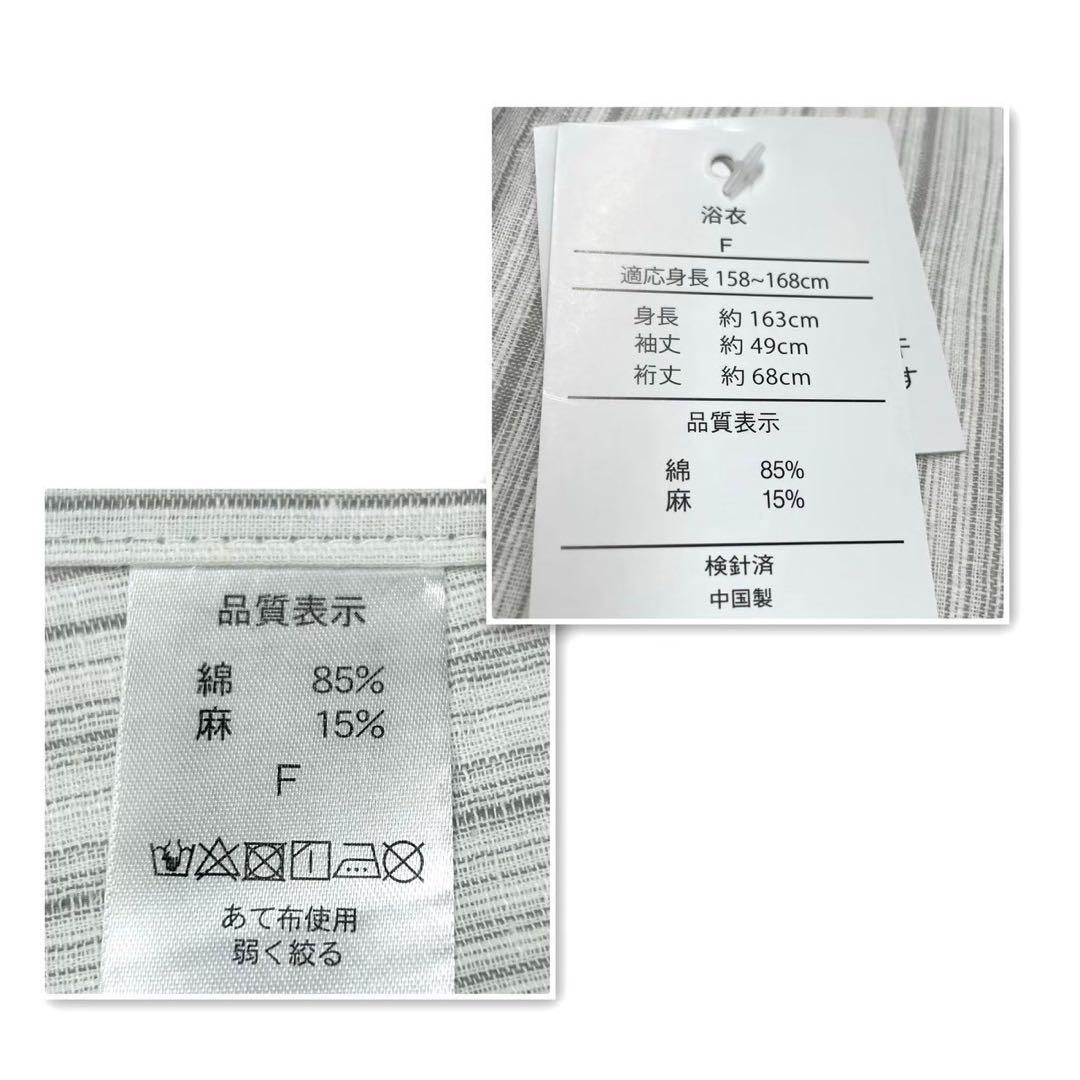 浴衣
F
適応身長 158~168cm
身長 約 163cm
袖丈 約 49cm
裄丈 約 68cm
品質表示
綿 85%
麻 15%
検針済
中国製
す
品質表示
綿 85%
麻 15%
F
あて布使用
弱く絞る